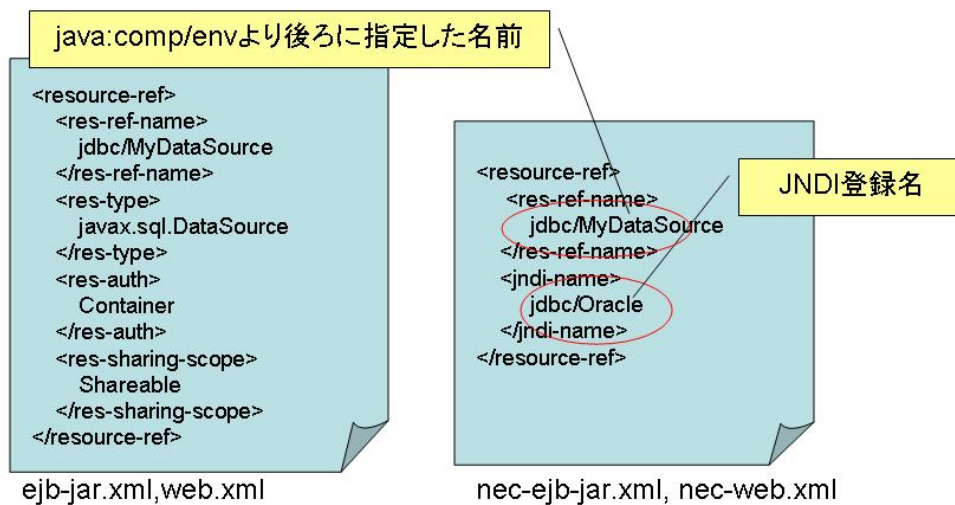 java:comp/envより後ろに指定した名前
<resource-ref>
<res-ref-name>
jdbc/MyDataSource
</res-ref-name>
<res-type>
javax.sql.DataSource
</res-type>
<res-auth>
Container
</res-auth>
<res-sharing-scope>
Shareable
</res-sharing-scope>
</resource-ref>
ejb-jar.xml,web.xml
JNDI登録名
<resource-ref>
<res-ref-name>
jdbc/MyDataSource
</res-ref-name>
<jndi-name>
jdbc/Oracle
</jndi-name>
</resource-ref>
nec-ejb-jar.xml, nec-web.xml